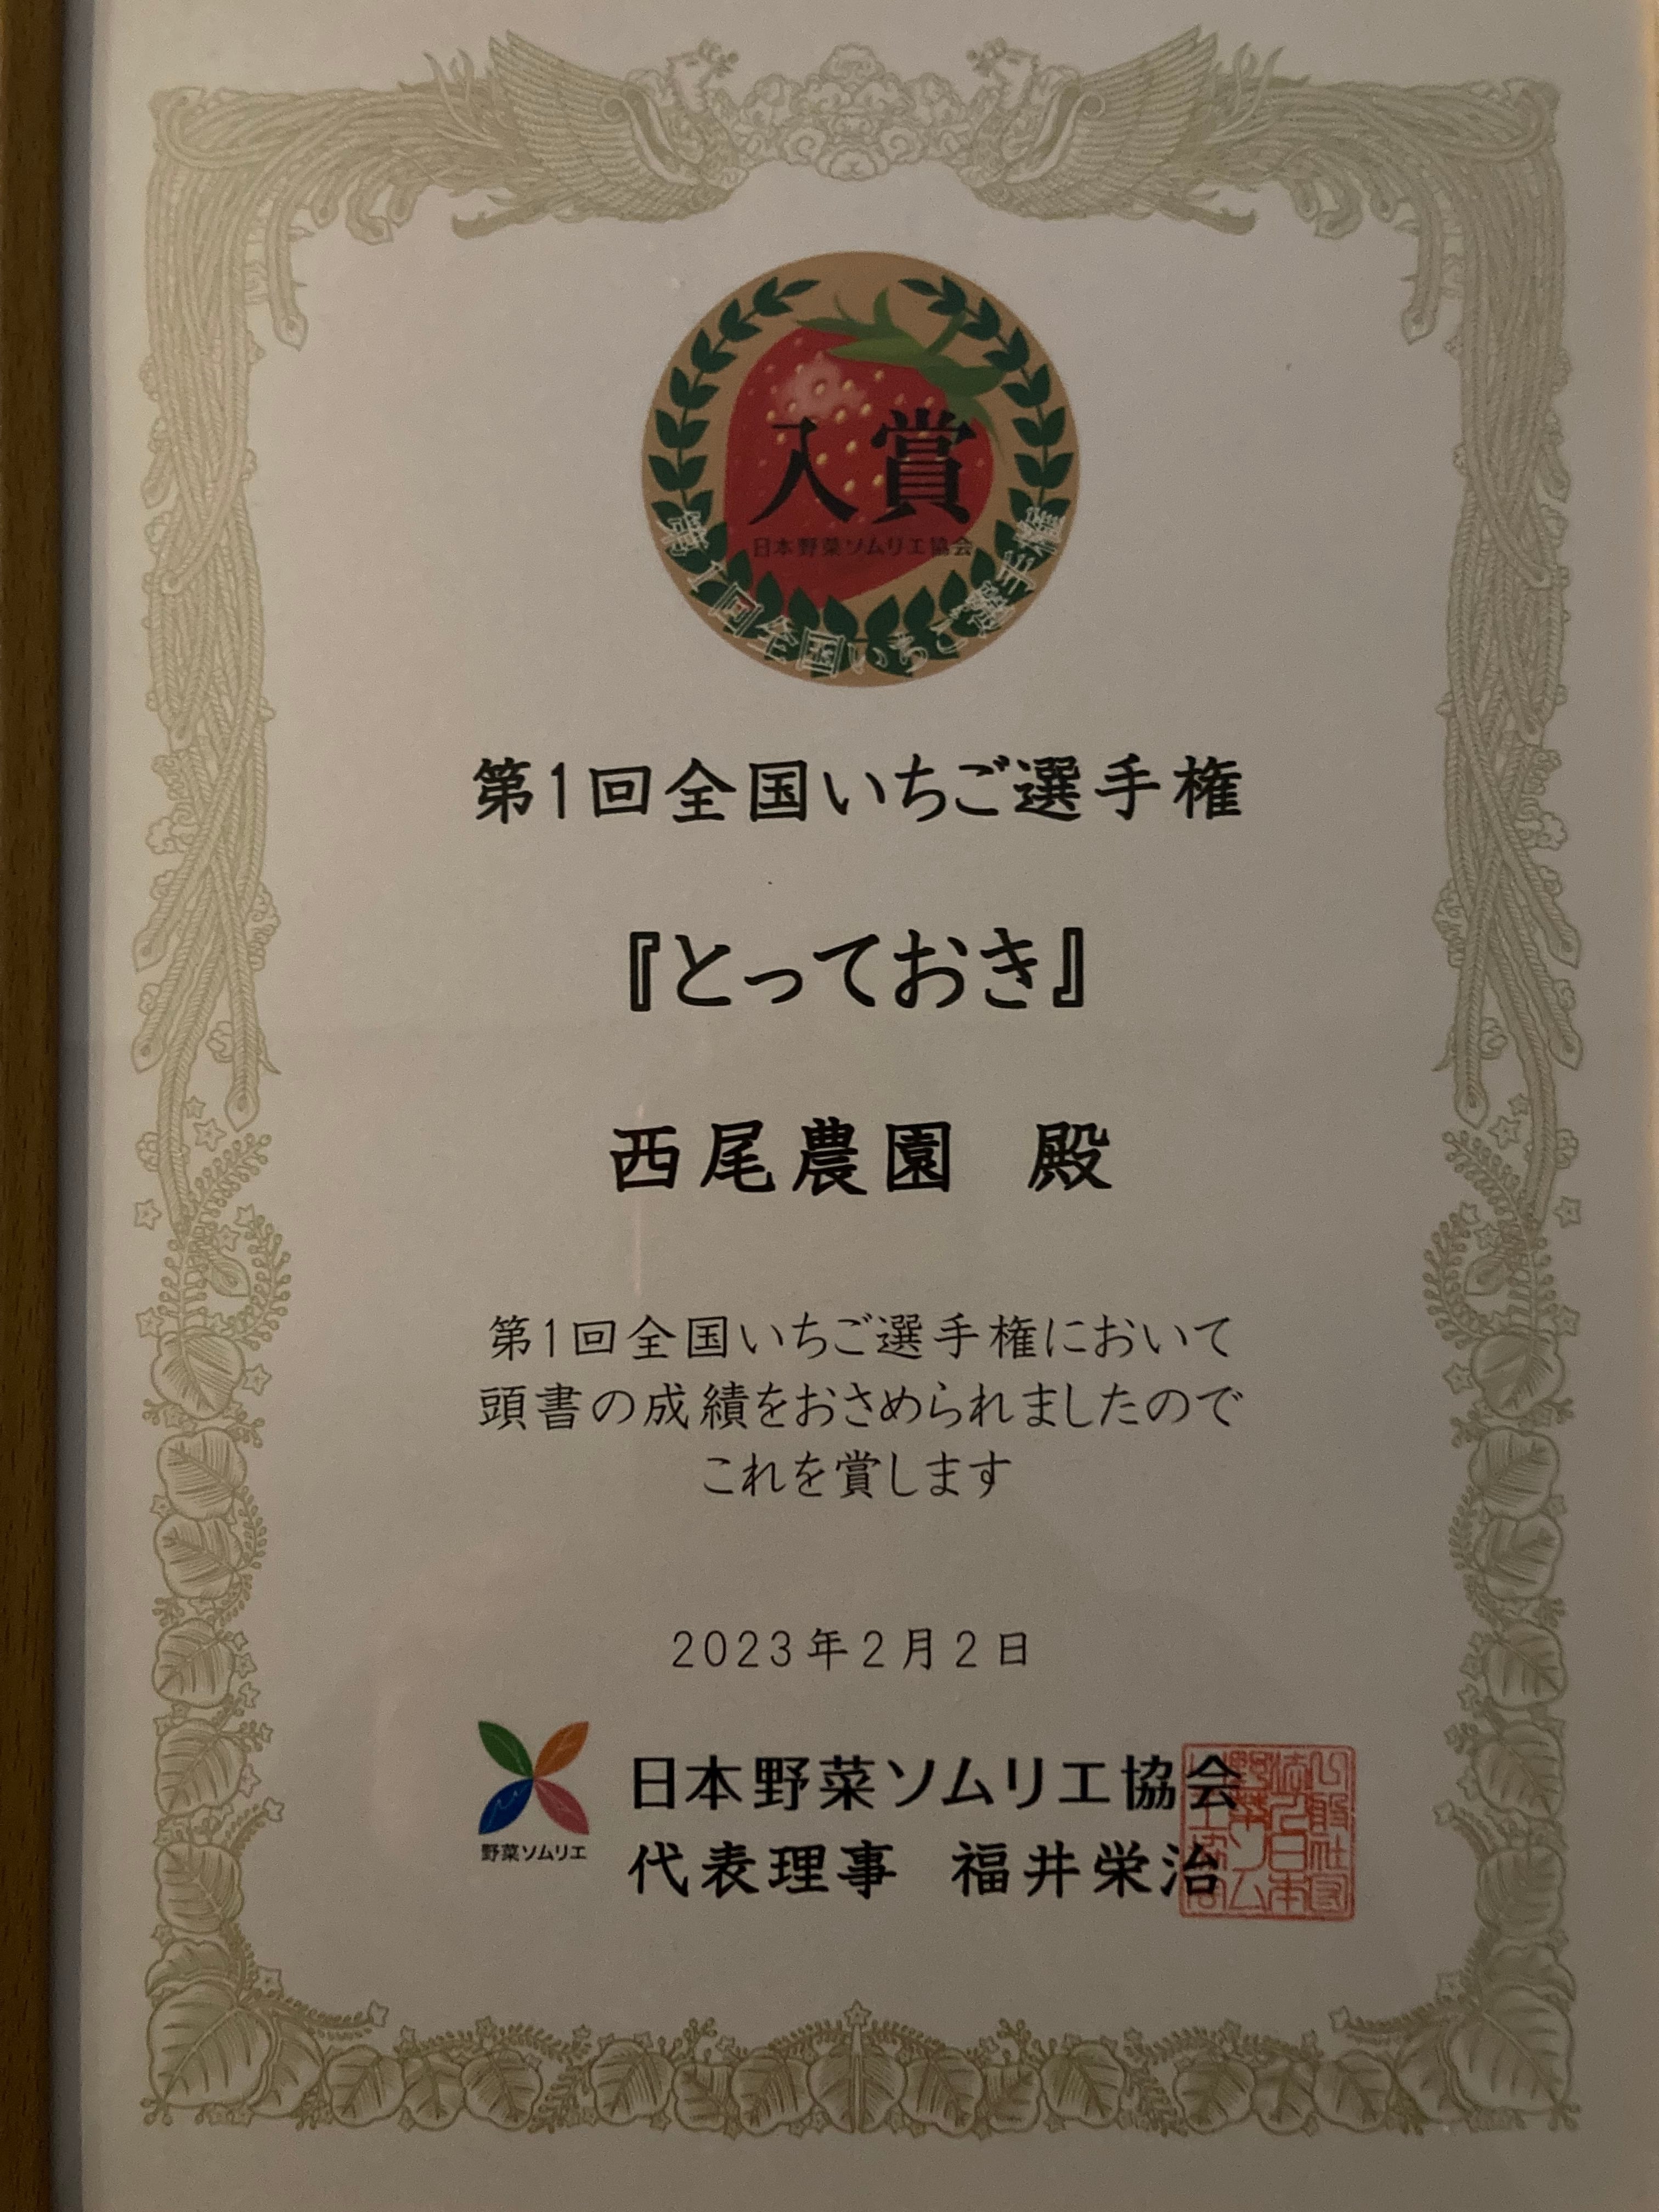 入賞
日本野菜ソムリエ協会
第1回全国いちご選手権
第1回全国いちご選手権
『とっておき』
西尾農園 殿
第1回全国いちご選手権において
頭書の成績をおさめられましたので
これを賞します
2023年2月2日
野菜ソムリエ
日本野菜ソムリエ協会
代表理事 福井栄治